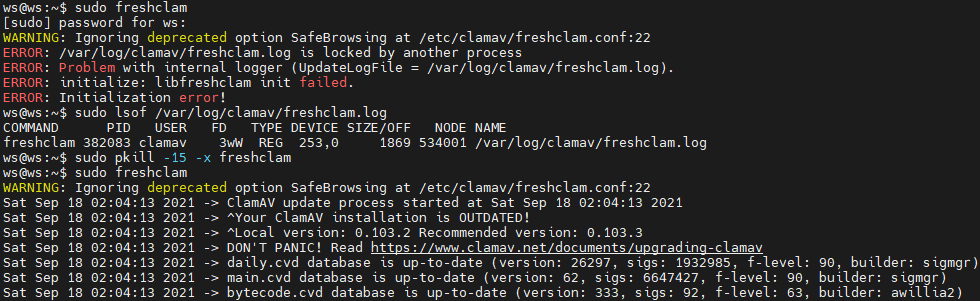 ws@ws:~$ sudo freshclam
[sudo] password for ws:
WARNING: Ignoring deprecated option SafeBrowsing at /etc/clamav/freshclam.conf:22
ERROR: /var/log/clamav/freshclam.log is locked by another process
ERROR: Problem with internal logger (UpdateLogFile = /var/log/clamav/freshclam.log).
ERROR: initialize: libfreshclam init failed.
ERROR: Initialization error!
ws@ws:~$ sudo lsof /var/log/clamav/freshclam.log
COMMAND PID USER FD TYPE DEVICE SIZE/OFF NODE NAME
freshclam 382083 clamav 3wW REG 253,0 1869 534001 /var/log/clamav/freshclam.log
ws@ws:~$ sudo pkill -15 -x freshclam
ws@ws:~$ sudo freshclam
WARNING: Ignoring deprecated option SafeBrowsing at /etc/clamav/freshclam.conf:22
Sat Sep 18 02:04:13 2021 -> ClamAV update process started at Sat Sep 18 02:04:13 2021
Sat Sep 18 02:04:13 2021 -> ^Your ClamAV installation is OUTDATED!
Sat Sep 18 02:04:13 2021 -> ^Local version: 0.103.2 Recommended version: 0.103.3
Sat Sep 18 02:04:13 2021 -> DON'T PANIC! Read https://www.clamav.net/documents/upgrading-clamav
Sat Sep 18 02:04:13 2021 -> daily.cvd database is up-to-date (version: 26297, sigs: 1932985, f-level: 90, builder: sigmgr)
Sat Sep 18 02:04:13 2021 -> main.cvd database is up-to-date (version: 62, sigs: 6647427, f-level: 90, builder: sigmgr)
Sat Sep 18 02:04:13 2021 -> bytecode.cvd database is up-to-date (version: 333, sigs: 92, f-level: 63, builder: awillia2)